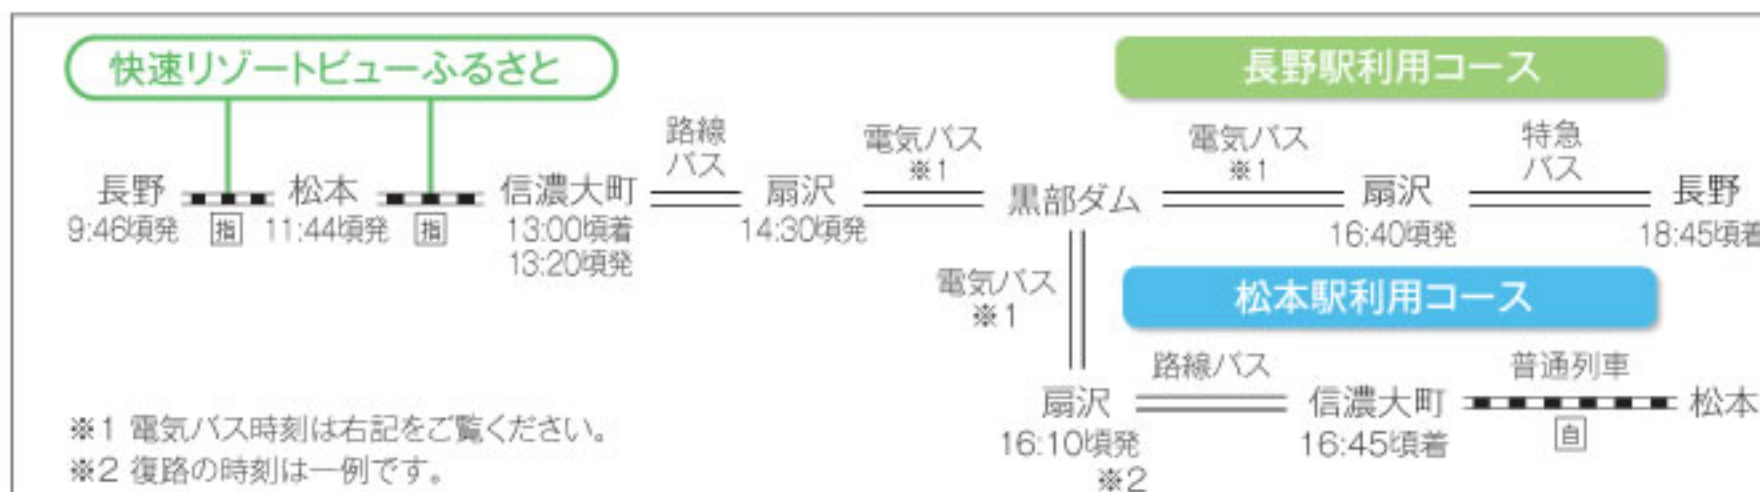 快速リゾートビューふるさと
長野駅利用コース
路線
バス
電気バス
※1
電気バス
※1
特急
バス
長野
松本
信濃大町
扇沢
黒部ダム
扇沢
長野
9:46頃発
指
11:44頃発
指
13:00頃着
13:20頃発
14:30頃発
16:40頃発
18:45頃着
電気バス
※1
松本駅利用コース
路線バス
普通列車
扇沢
信濃大町
松本
16:10頃発
※2
16:45頃着
自
※1 電気バス時刻は右記をご覧ください。
※2 復路の時刻は一例です。